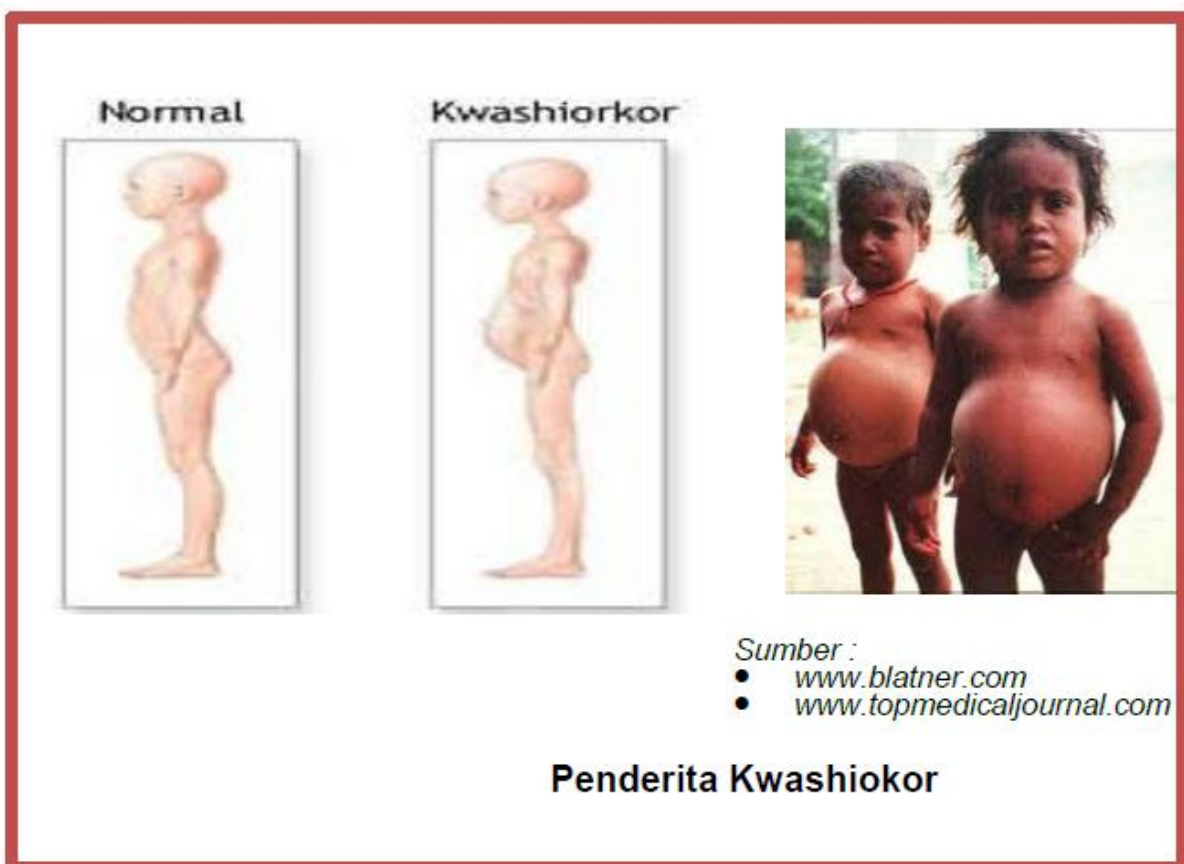 Normal
Kwashiorkor
Sumber :
• www.blatner.com
• www.topmedicaljournal.com
Penderita Kwashiokor